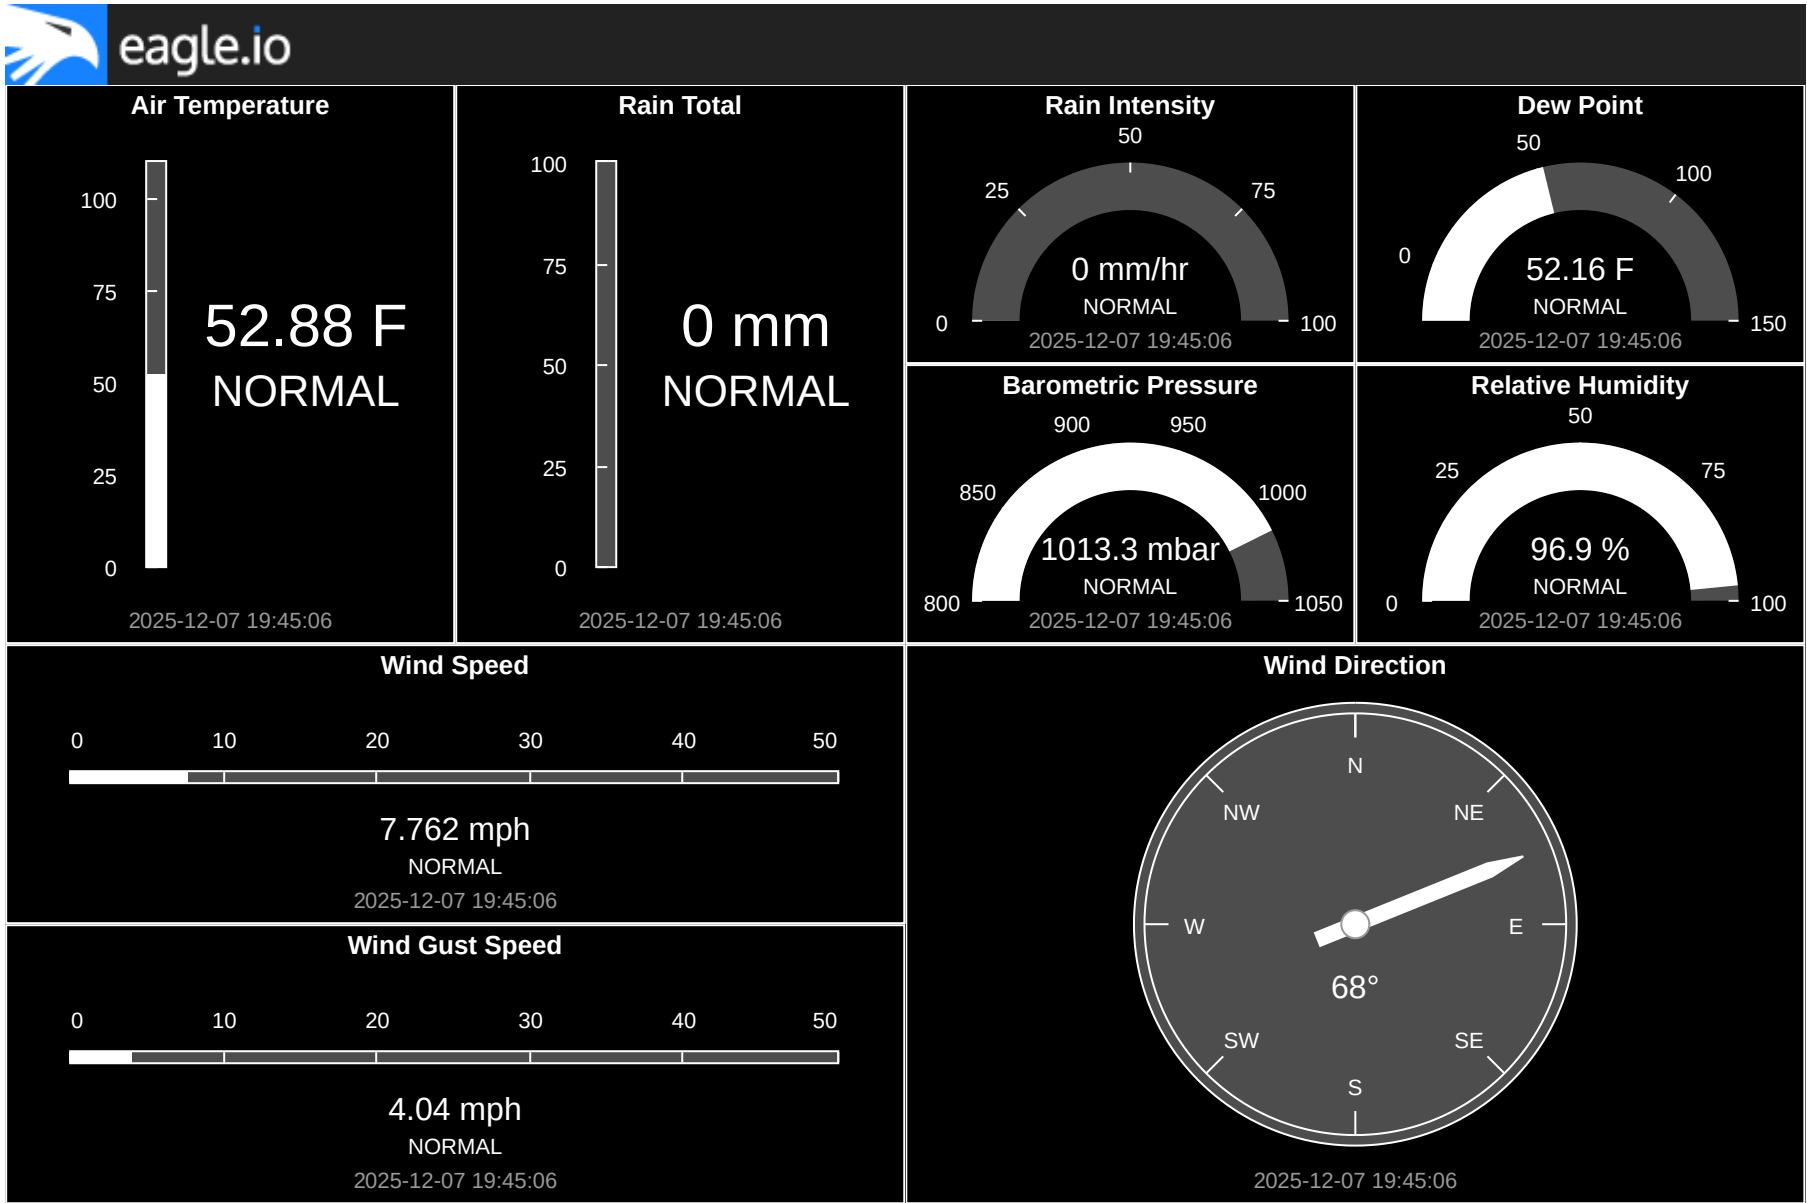 eagle.io
Air Temperature
100
75
50
25
0
52.88 F
NORMAL
2025-12-07 19:45:06
Rain Total
100
75
50
25
0
0 mm
NORMAL
2025-12-07 19:45:06
Rain Intensity
50
25
75
0
100
0 mm/hr
NORMAL
2025-12-07 19:45:06
Dew Point
50
100
0
150
52.16 F
NORMAL
2025-12-07 19:45:06
Barometric Pressure
900
950
850
1000
800
1050
1013.3 mbar
NORMAL
2025-12-07 19:45:06
Relative Humidity
50
25
75
0
100
96.9 %
NORMAL
2025-12-07 19:45:06
Wind Speed
0 10 20 30 40 50
7.762 mph
NORMAL
2025-12-07 19:45:06
Wind Gust Speed
0 10 20 30 40 50
4.04 mph
NORMAL
2025-12-07 19:45:06
Wind Direction
N
NW NE
W E
68°
SW SE
S
2025-12-07 19:45:06